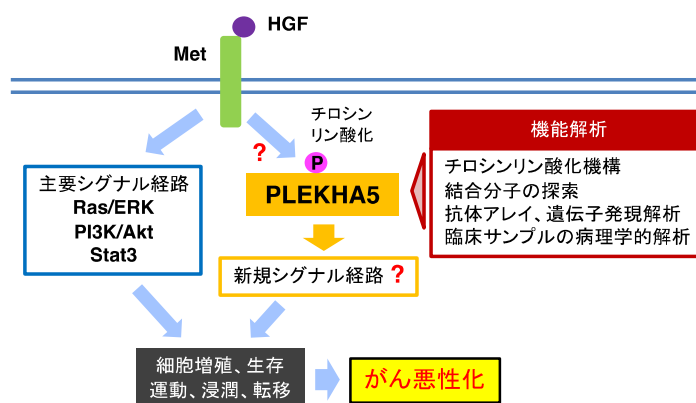 HGF
Met
チロシン
リン酸化
?
P
PLEKHA5
主要シグナル経路
Ras/ERK
PI3K/Akt
Stat3
機能解析
チロシンリン酸化機構
結合分子の探索
抗体アレイ、遺伝子発現解析
臨床サンプルの病理学的解析
新規シグナル経路 ?
細胞増殖、生存
運動、浸潤、転移
がん悪性化